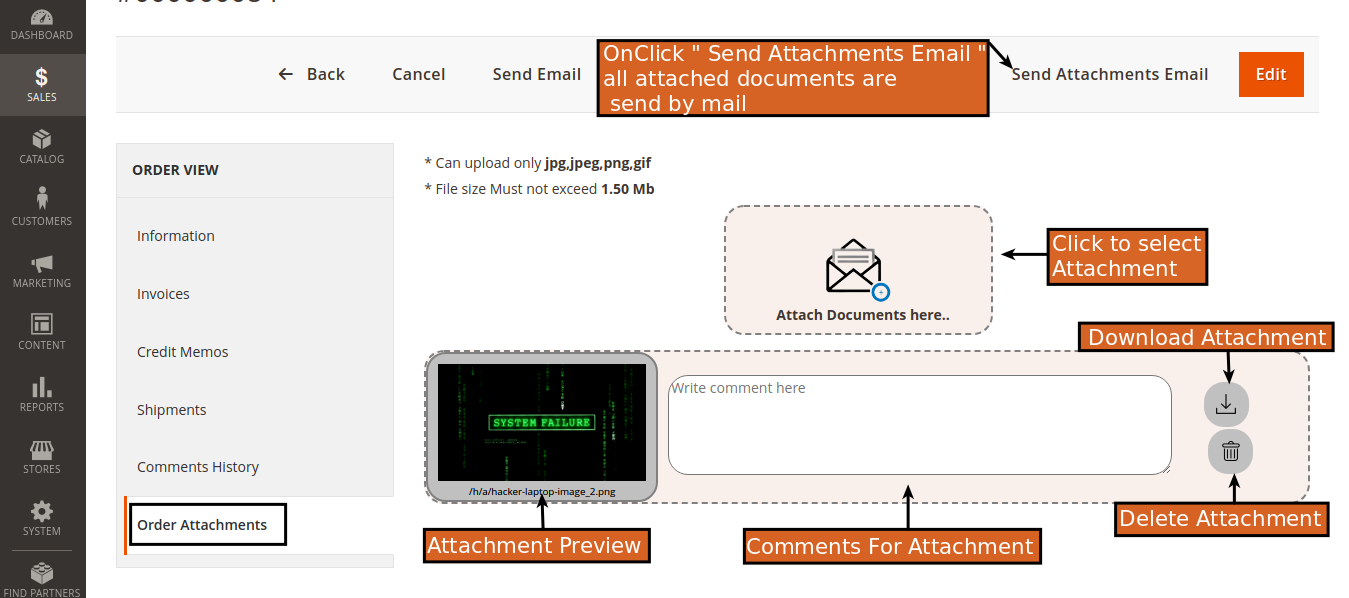 DASHBOARD
$
SALES
CATALOG
CUSTOMERS
MARKETING
CONTENT
REPORTS
STORES
SYSTEM
FIND PARTNERS
Back
Cancel
Send Email
OnClick " Send Attachments Email "
all attached documents are
send by mail
Send Attachments Email
Edit
ORDER VIEW
Information
Invoices
Credit Memos
Shipments
Comments History
Order Attachments
* Can upload only jpg,jpeg,png,gif
* File size Must not exceed 1.50 Mb
Attach Documents here..
Click to select
Attachment
Download Attachment
SYSTEM FAILURE
/h/a/hacker-laptop-image_2.png
Write comment here
Attachment Preview
Comments For Attachment
Delete Attachment